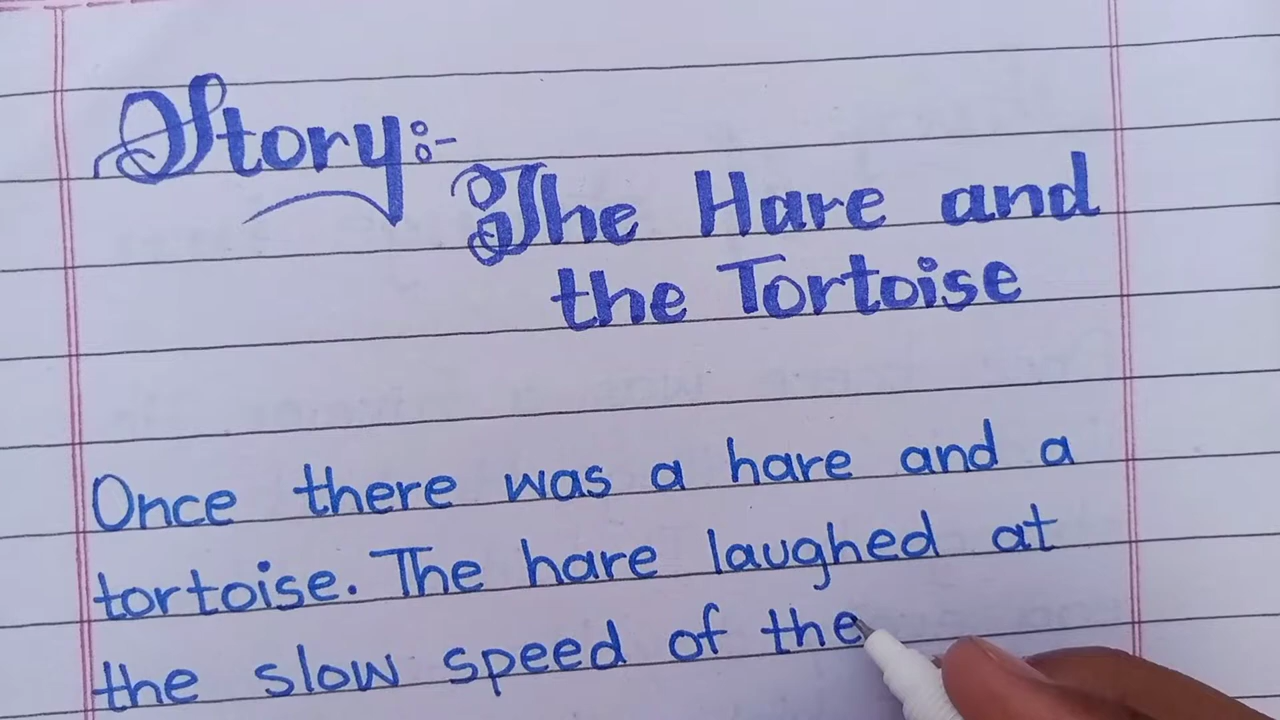 Story:-
The Hare and
the Tortoise
Once there was a hare and a
tortoise. The hare laughed at
the slow speed of the